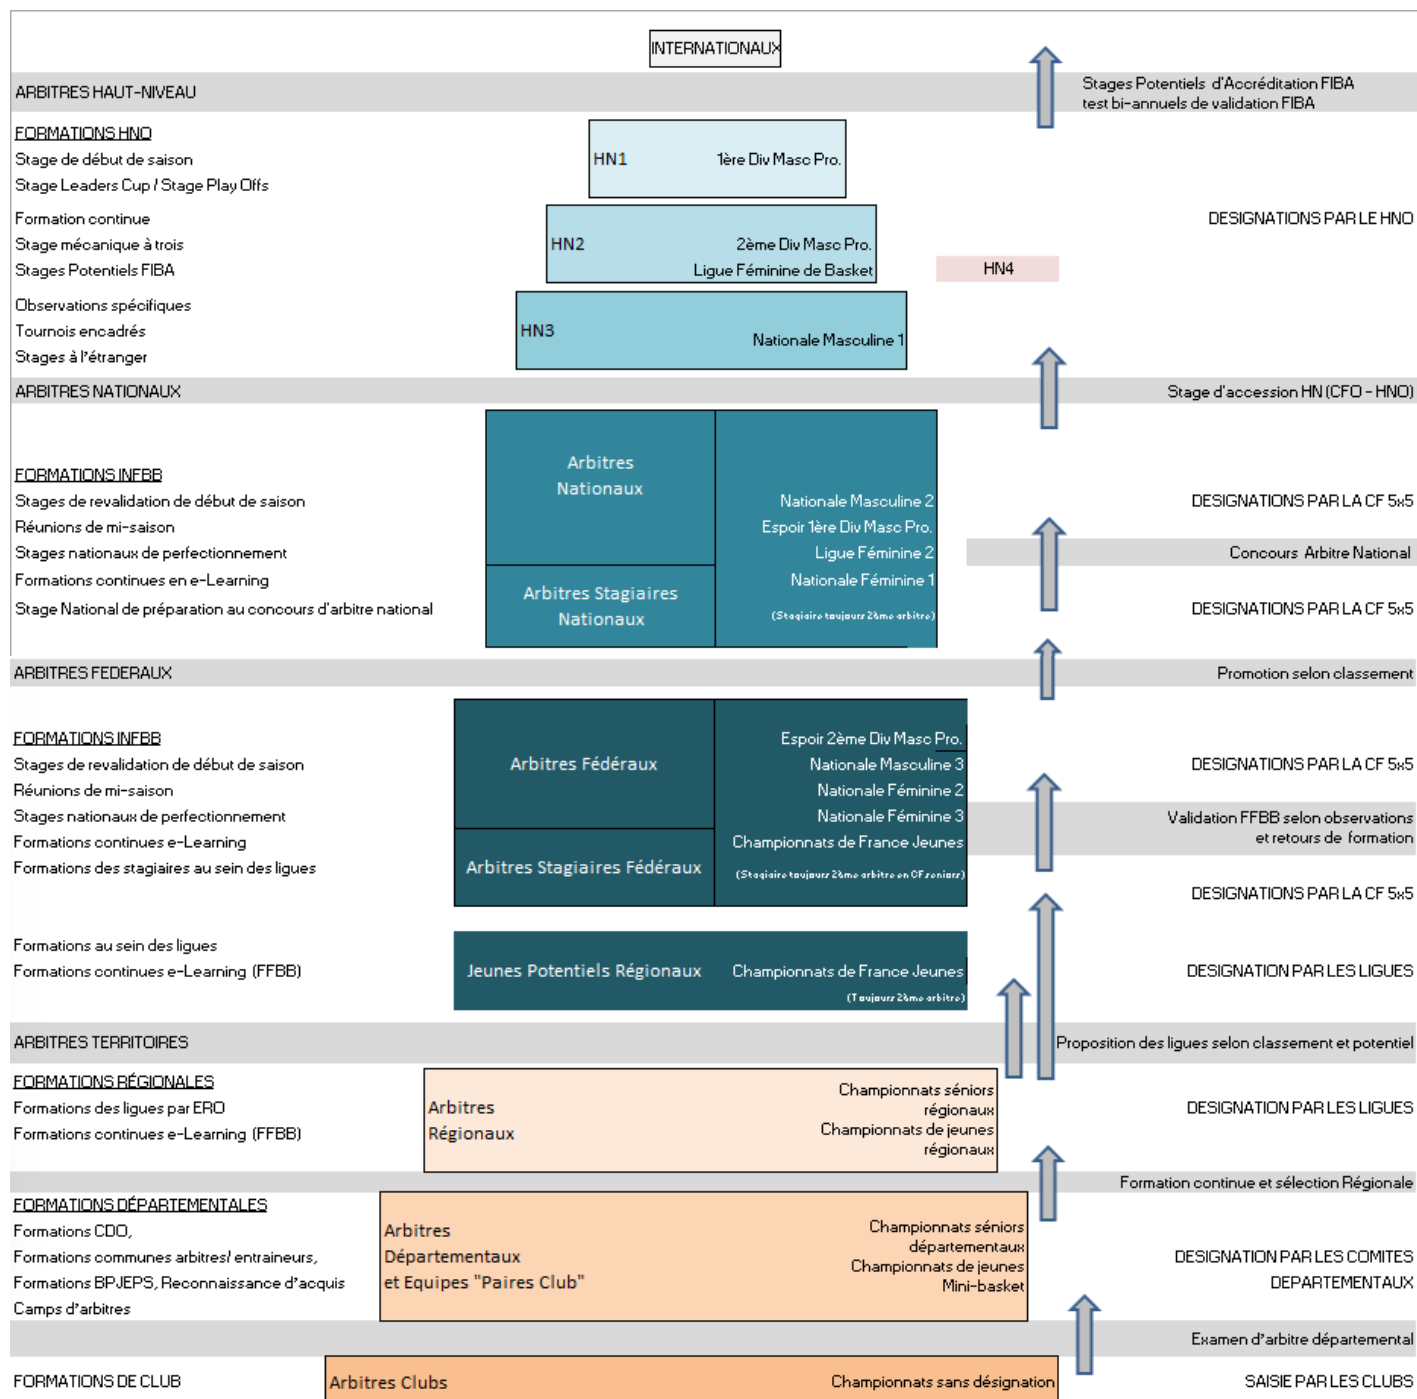 INTERNATIONAUX
Stages Potentiels d'Accréditation FIBA
ARBITRES HAUT-NIVEAU
test bi-annuels de validation FIBA
FORMATIONS HNO
Stage de début de saison
HN1
1ère Div Masc Pro.
Stage Leaders Cup / Stage Play Offs
Formation continue
DESIGNATIONS PAR LE HNO
Stage mécanique à trois
HN2
2ème Div Masc Pro.
Stages Potentiels FIBA
Ligue Féminine de Basket
HN4
Observations spécifiques
Tournois encadrés
HN3
Nationale Masculine 1
Stages à l'étranger
ARBITRES NATIONAUX
Stage d'accession HN (CFO - HNO)
Arbitres
Nationaux
FORMATIONS INFBB
Stages de revalidation de début de saison
Nationale Masculine 2
DESIGNATIONS PAR LA CF 5x5
Réunions de mi-saison
Espoir 1ère Div Masc Pro.
Stages nationaux de perfectionnement
Ligue Féminine 2
Concours Arbitre National
Formations continues en e-Learning
Nationale Féminine 1
Arbitres Stagiaires
Nationaux
Stage National de préparation au concours d'arbitre national
(Stagiaire toujours 2ème arbitre)
DESIGNATIONS PAR LA CF 5x5
ARBITRES FEDERAUX
Promotion selon classement
FORMATIONS INFBB
Espoir 2ème Div Masc Pro.
Stages de revalidation de début de saison
Arbitres Fédéraux
Nationale Masculine 3
DESIGNATIONS PAR LA CF 5x5
Réunions de mi-saison
Nationale Féminine 2
Stages nationaux de perfectionnement
Nationale Féminine 3
Validation FFBB selon observations
et retours de formation
Formations continues e-Learning
Championnats de France Jeunes
Formations des stagiaires au sein des ligues
Arbitres Stagiaires Fédéraux
(Stagiaire toujours 2ème arbitre en CF seniors)
DESIGNATIONS PAR LA CF 5x5
Formations au sein des ligues
Formations continues e-Learning (FFBB)
Jeunes Potentiels Régionaux
Championnats de France Jeunes
DESIGNATION PAR LES LIGUES
(Toujours 2ème arbitre)
ARBITRES TERRITOIRES
Proposition des ligues selon classement et potentiel
FORMATIONS RÉGIONALES
Formations des ligues par ERO
Arbitres
Régionaux
Championnats séniors
régionaux
Championnats de jeunes
régionaux
DESIGNATION PAR LES LIGUES
Formations continues e-Learning (FFBB)
Formation continue et sélection Régionale
FORMATIONS DÉPARTEMENTALES
Formations CDO,
Formations communes arbitres/ entraineurs,
Formations BPJEPS, Reconnaissance d'acquis
Camps d'arbitres
Arbitres
Départementaux
et Equipes "Paires Club"
Championnats séniors
départementaux
Championnats de jeunes
Mini-basket
DESIGNATION PAR LES COMITES
DEPARTEMENTAUX
Examen d'arbitre départemental
FORMATIONS DE CLUB
Arbitres Clubs
Championnats sans désignation
SAISIE PAR LES CLUBS